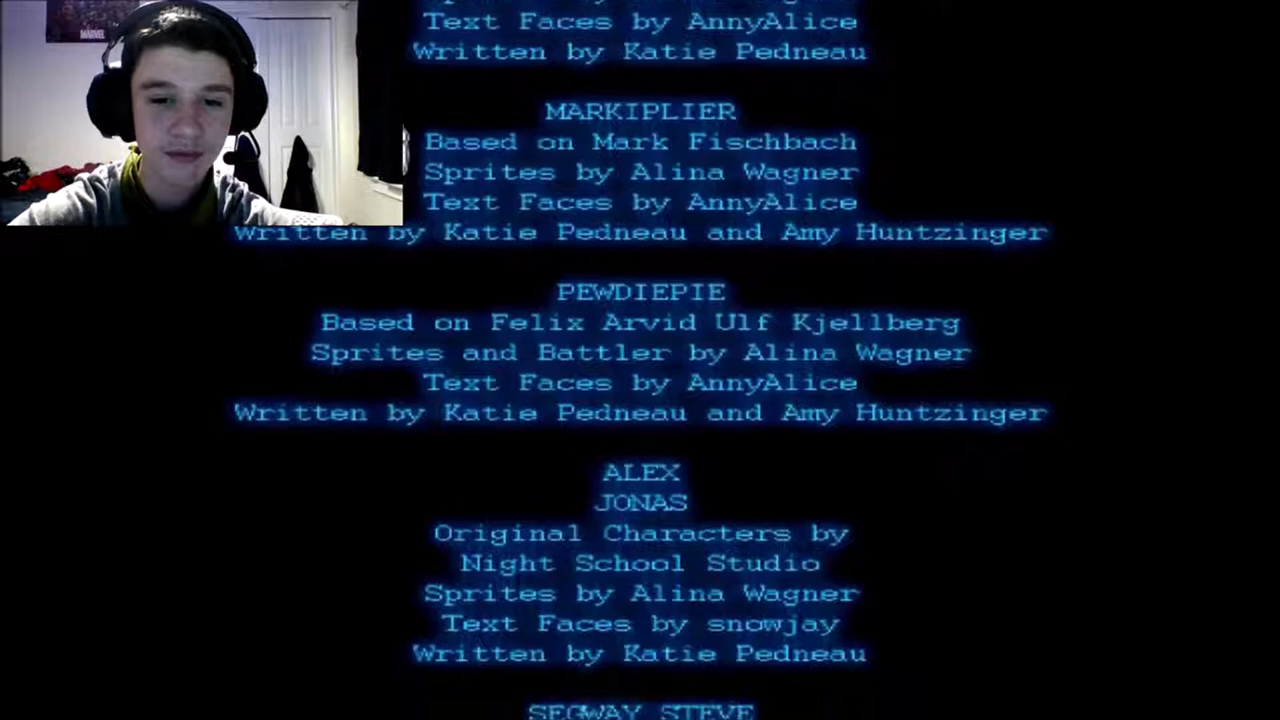 MARVEL
Text Faces by AnnyAlice
Written by Katie Pedneau
MARKIPLIER
Based on Mark Fischbach
Sprites by Alina Wagner
Text Faces by AnnyAlice
Written by Katie Pedneau and Amy Huntzinger
PEWDIEPIE
Based on Felix Arvid Ulf Kjellberg
Sprites and Battler by Alina Wagner
Text Faces by AnnyAlice
Written by Katie Pedneau and Amy Huntzinger
ALEX
JONAS
Original Characters by
Night School Studio
Sprites by Alina Wagner
Text Faces by snowjay
Written by Katie Pedneau
SEGWAY STEVE